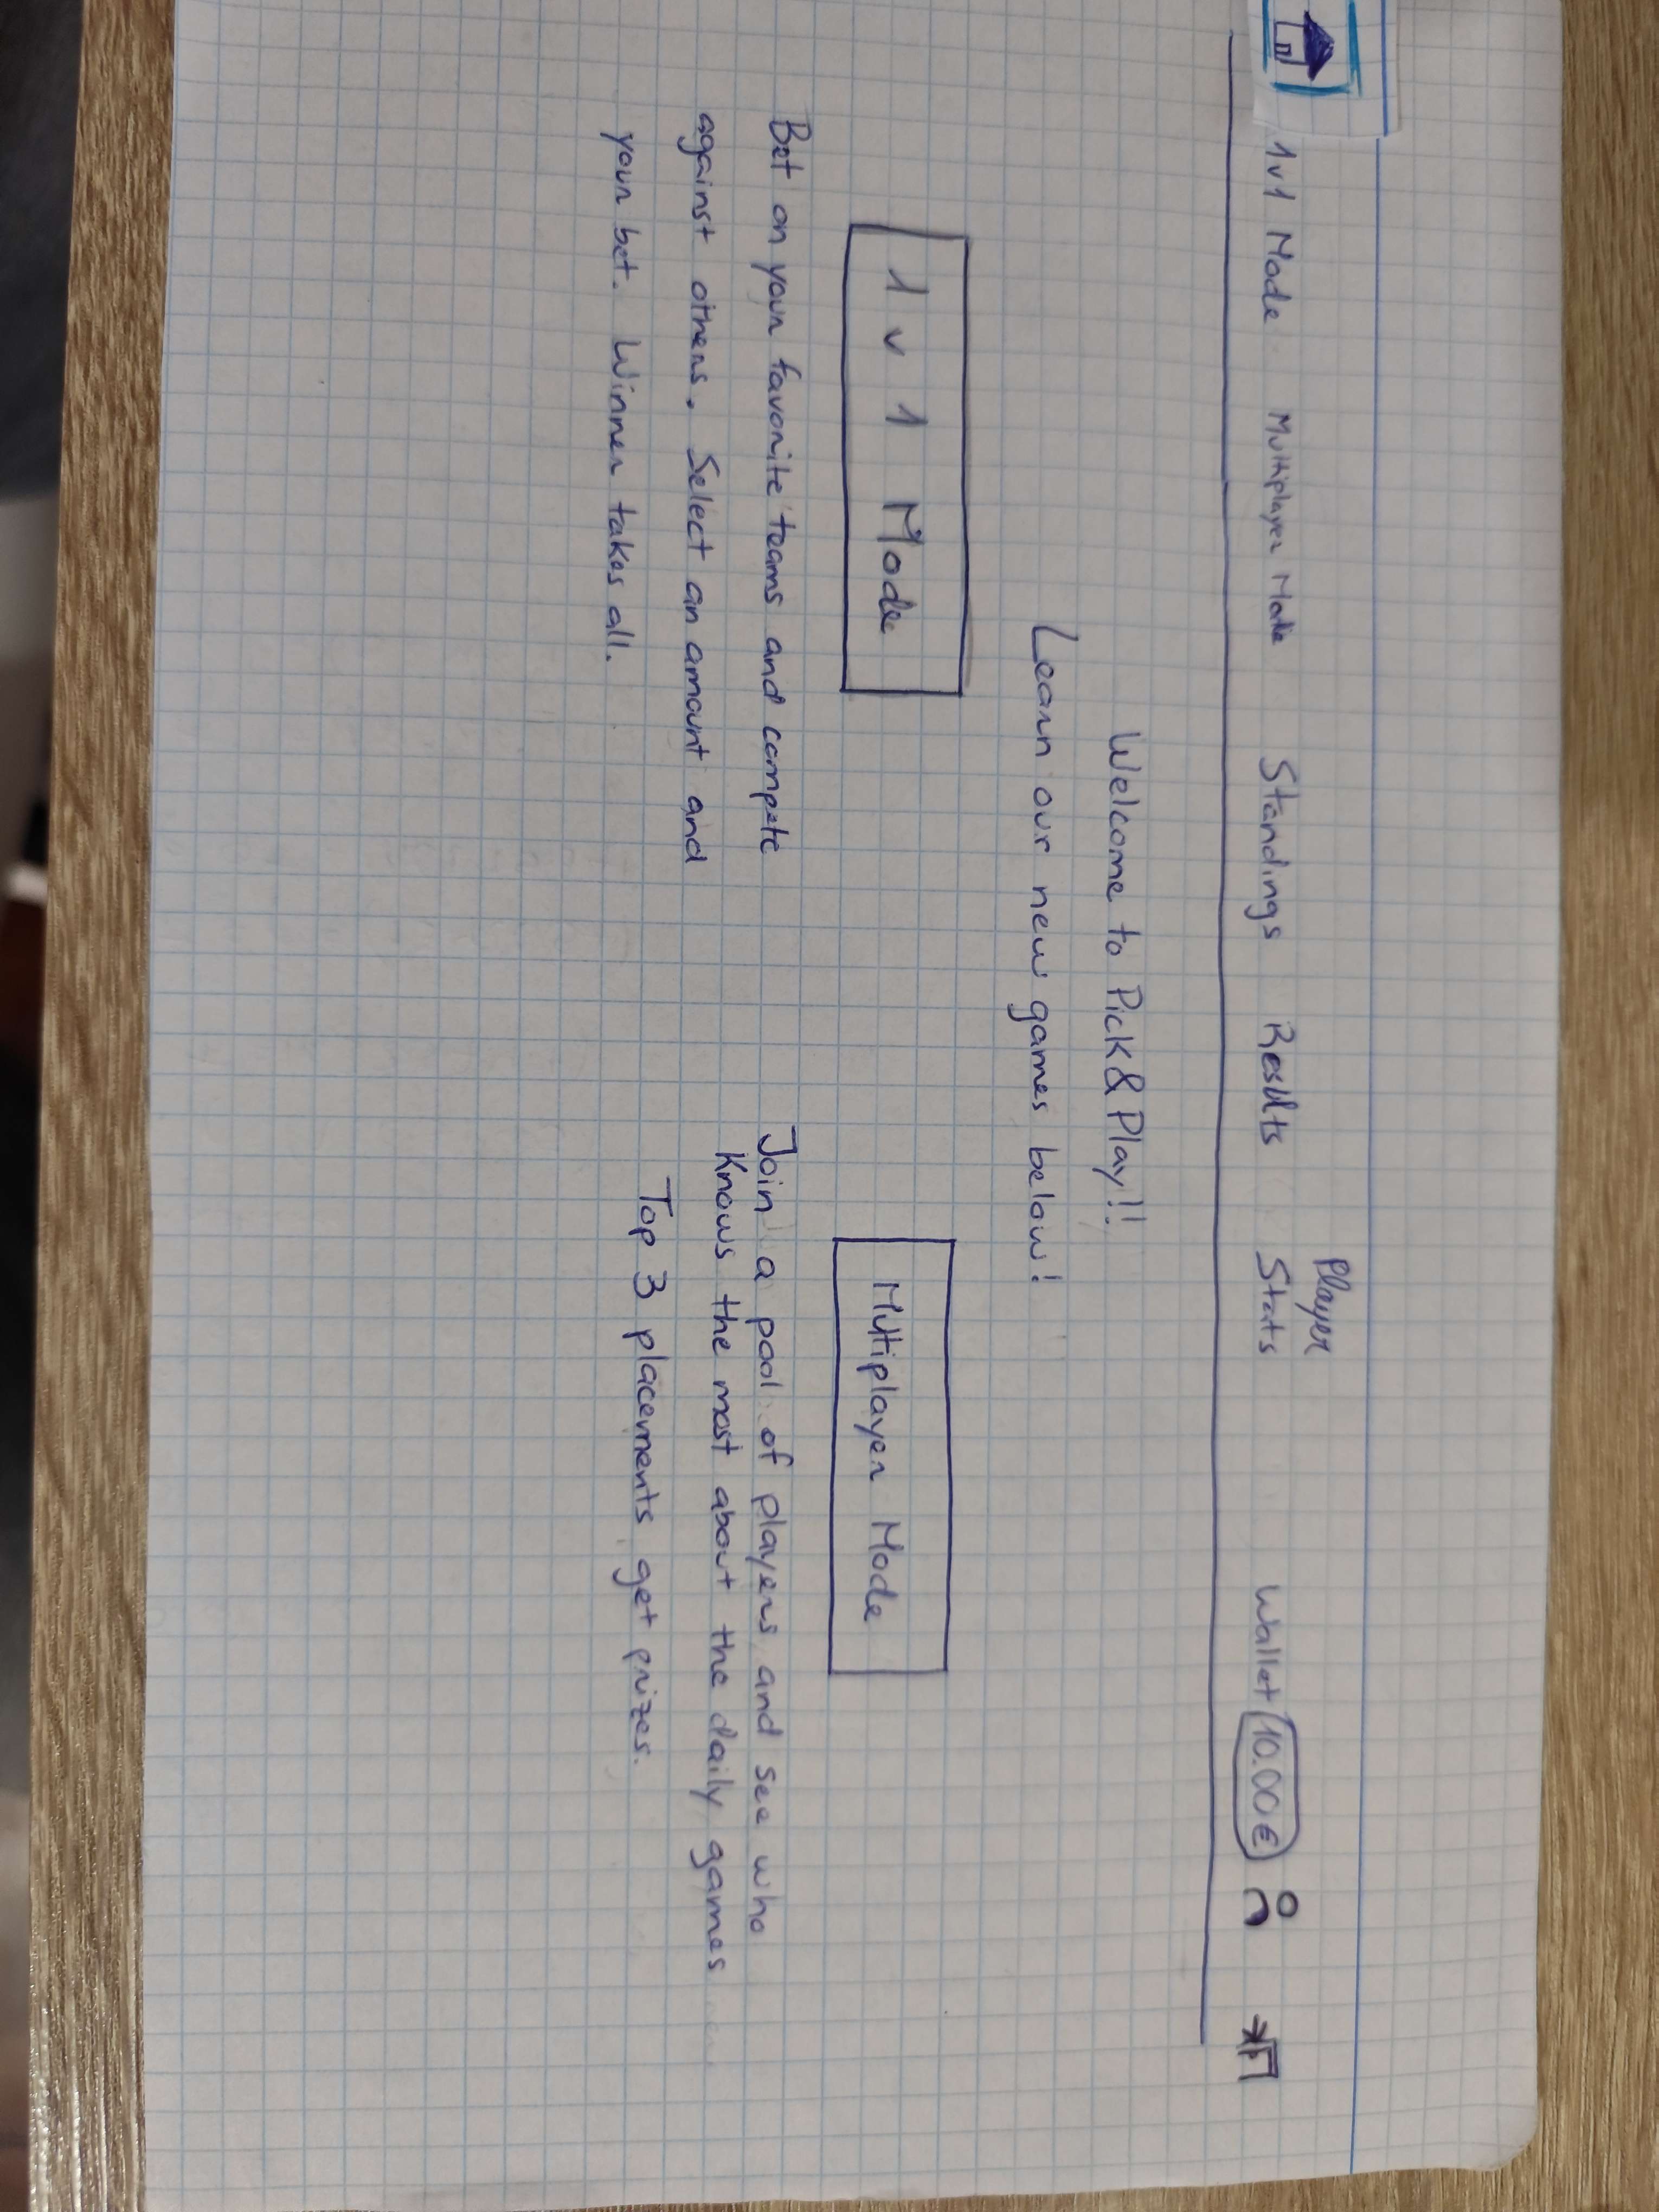 1v1 Mode Multiplayer Mode Standings Results Player Stats Wallet 10.00€
Welcome to Pick&Play!!
Learn our new games below!
1 v 1 Mode
Bet on your favorite teams and compete
against others. Select an amount and
your bet. Winner takes all.
Multiplayer Mode
Join a pool of players and see who
knows the most about the daily games
Top 3 placements get prizes.